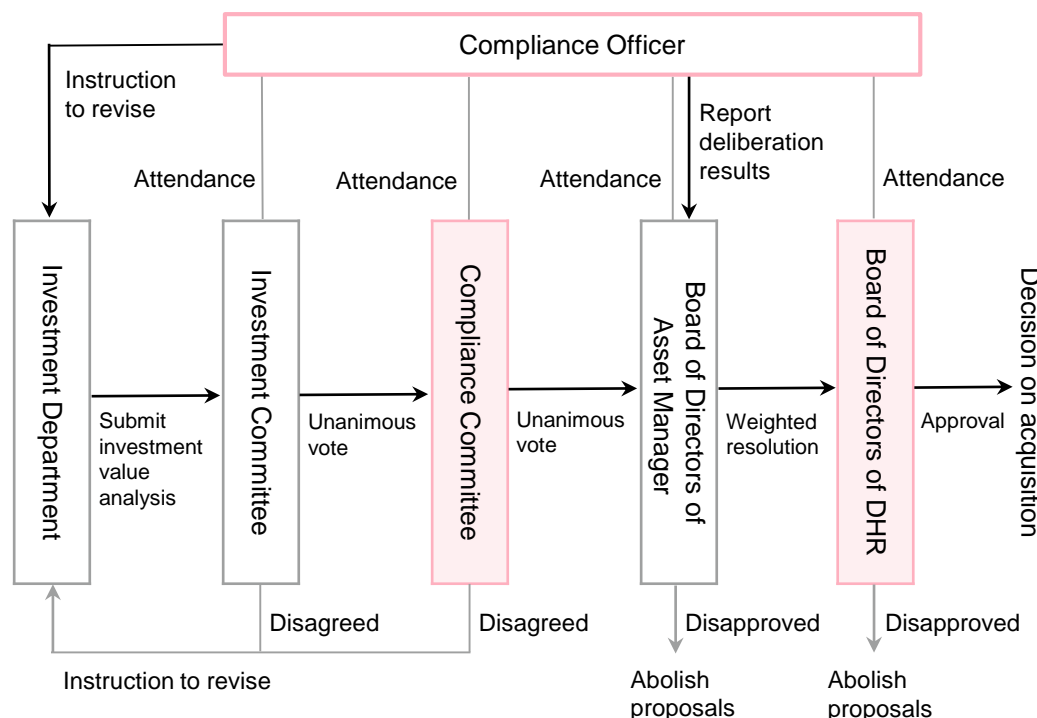 Compliance Officer
Instruction
to revise
Report
deliberation
results
Attendance
Attendance
Attendance
Attendance
Investment Department
Investment Committee
Compliance Committee
Board of Directors of
Asset Manager
Board of Directors of DHR
Decision on acquisition
Submit
investment
value
analysis
Unanimous
vote
Unanimous
vote
Weighted
resolution
Approval
Disagreed
Disagreed
Disapproved
Disapproved
Instruction to revise
Abolish
proposals
Abolish
proposals